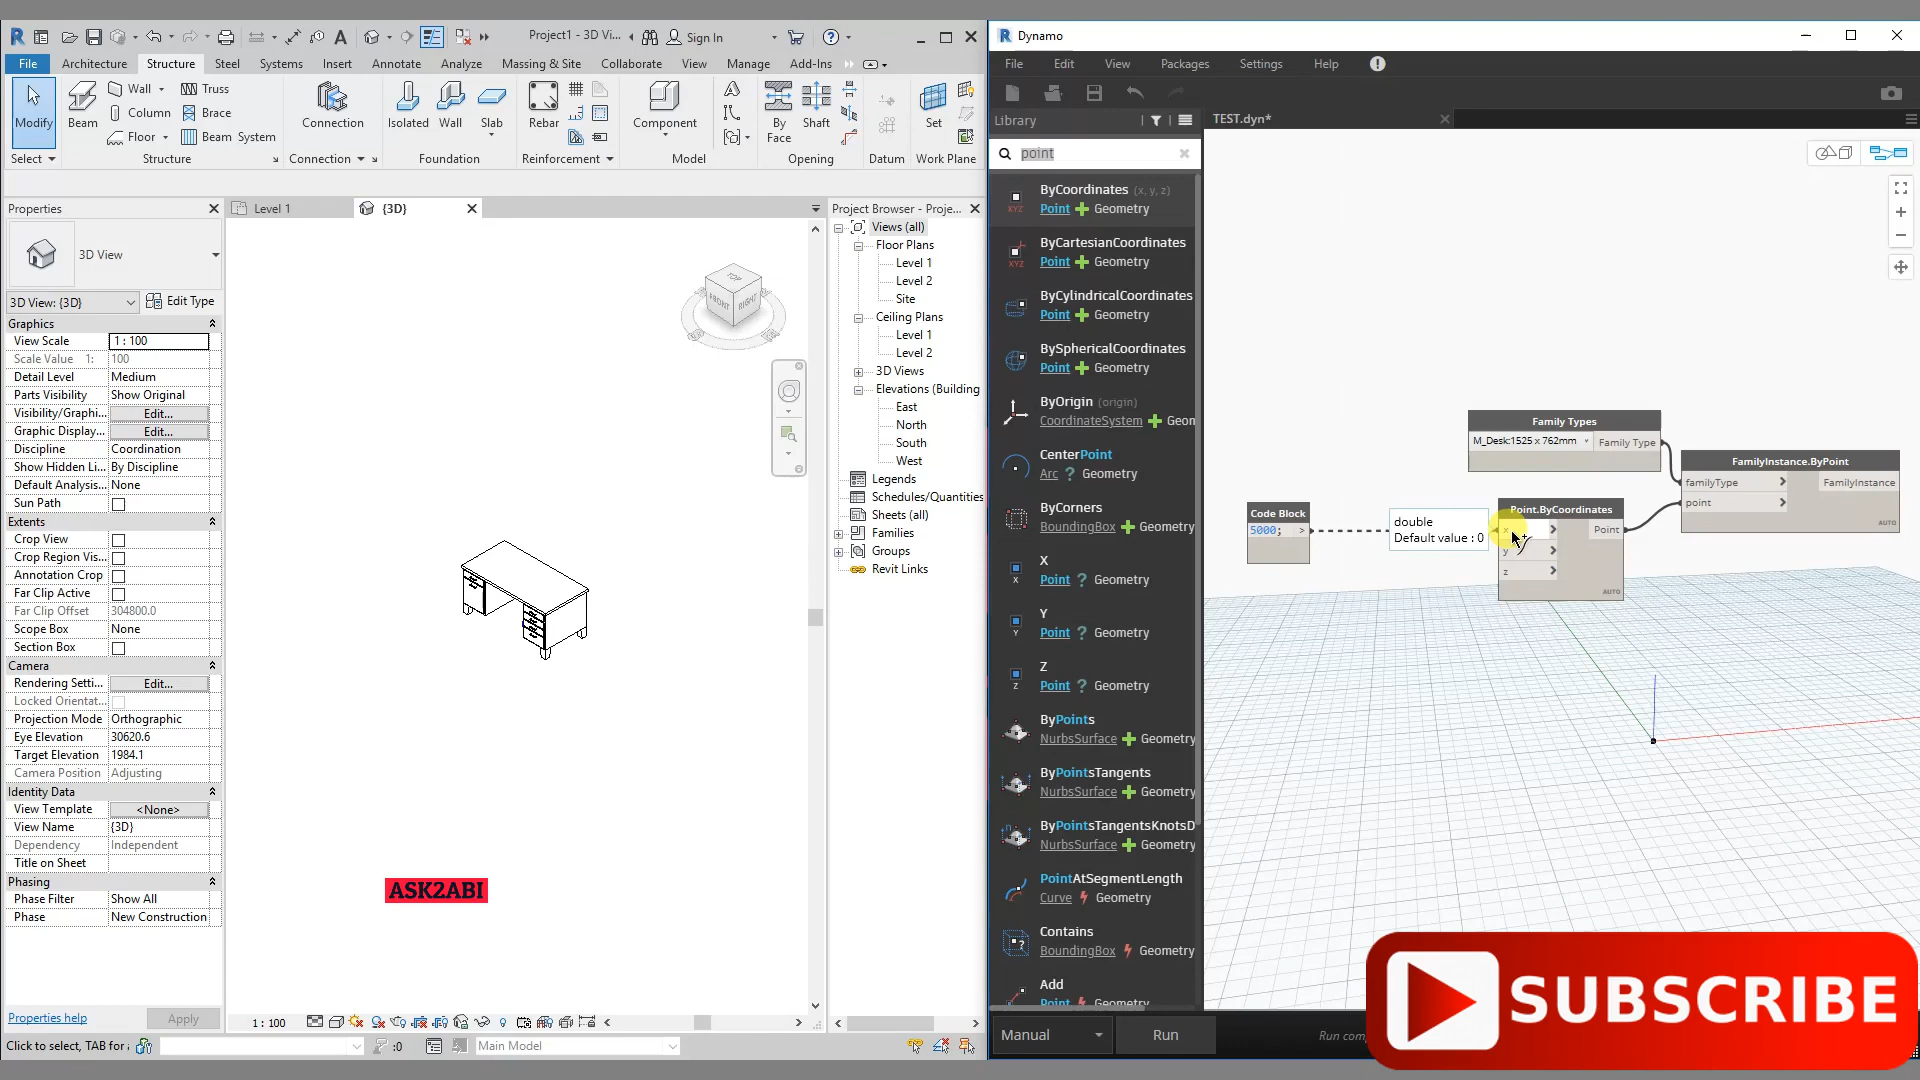 Project1 - 3D Vi...
Sign In
File
Architecture
Structure
Steel
Systems
Insert
Annotate
Analyze
Massing & Site
Collaborate
View
Manage
Add-Ins
Modify
Beam
Wall
Column
Floor
Truss
Brace
Beam System
Connection
Isolated
Wall
Slab
Rebar
Component
By
Face
Shaft
Set
Select
Structure
Connection
Foundation
Reinforcement
Model
Opening
Datum
Work Plane
Properties
Level 1
{3D}
Project Browser - Proje...
3D View
3D View: {3D}
Edit Type
Graphics
View Scale
1 : 100
Scale Value 1:
100
Detail Level
Medium
Parts Visibility
Show Original
Visibility/Graphi...
Edit...
Graphic Display...
Edit...
Discipline
Coordination
Show Hidden Li...
By Discipline
Default Analysis...
None
Sun Path
Extents
Crop View
Crop Region Vis...
Annotation Crop
Far Clip Active
Far Clip Offset
304800.0
Scope Box
None
Section Box
Camera
Rendering Setti...
Edit...
Locked Orientat...
Projection Mode
Orthographic
Eye Elevation
30620.6
Target Elevation
1984.1
Camera Position
Adjusting
Identity Data
View Template
<None>
View Name
{3D}
Dependency
Independent
Title on Sheet
Phasing
Phase Filter
Show All
Phase
New Construction
Properties help
Apply
TOP
FRONT
RIGHT
ASK2ABI
1 : 100
Click to select, TAB for a
:0
Main Model
Views (all)
Floor Plans
Level 1
Level 2
Site
Ceiling Plans
Level 1
Level 2
3D Views
Elevations (Building
East
North
South
West
Legends
Schedules/Quantities
Sheets (all)
Families
Groups
Revit Links
Dynamo
File
Edit
View
Packages
Settings
Help
Library
TEST.dyn*
point
ByCoordinates (x, y, z)
Point Geometry
ByCartesianCoordinates
Point Geometry
ByCylindricalCoordinates
Point Geometry
BySphericalCoordinates
Point Geometry
ByOrigin (origin)
CoordinateSystem Geon
CenterPoint
Arc ? Geometry
ByCorners
BoundingBox Geometry
X
Point ? Geometry
Y
Point ? Geometry
Z
Point ? Geometry
ByPoints
NurbsSurface Geometry
ByPointsTangents
NurbsSurface Geometry
ByPointsTangentsKnotsD
NurbsSurface Geometry
PointAtSegmentLength
Curve Geometry
Contains
BoundingBox Geometry
Add
Point Geometry
Family Types
M_Desk:1525 x 762mm
Family Type
FamilyInstance.ByPoint
familyType >
FamilyInstance
point >
AUTO
Code Block
5000; >
double
Default value : 0
Point.ByCoordinates
x >
Point
y >
z >
AUTO
Manual
Run
Run com
SUBSCRIBE